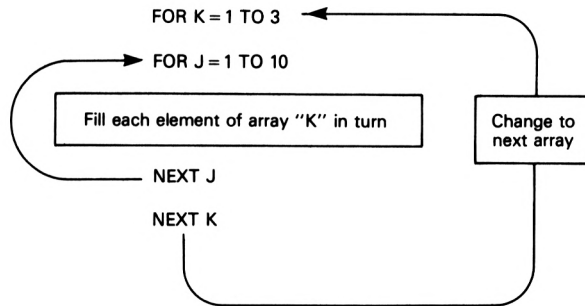 FOR K = 1 TO 3
FOR J = 1 TO 10
Fill each element of array "K" in turn
Change to
next array
NEXT J
NEXT K